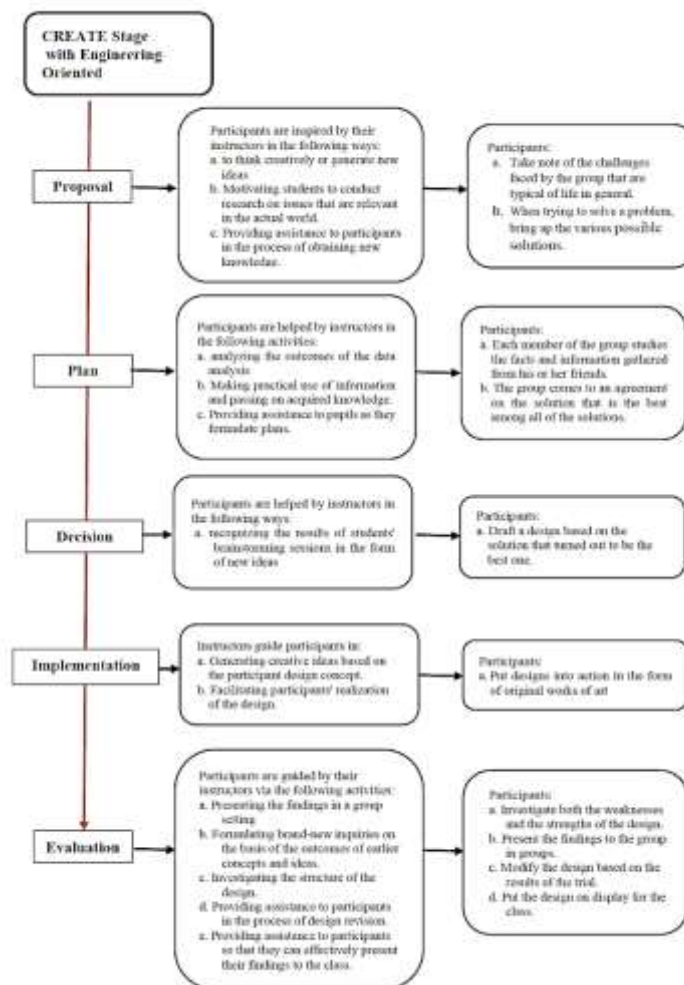 CREATE Stage
with Engineering
Oriented
Proposal
Participants are inspired by their
instructors in the following ways:
a. to think creatively or generate new
ideas
b. Motivating students to conduct
research on issues that are relevant
in the actual world.
c. Providing assistance to participants
in the process of obtaining new
knowledge.
Participants:
a. Take note of the challenges
faced by the group that are
typical of life in general.
b. When trying to solve a problem,
bring up the various possible
solutions.
Plan
Participants are helped by instructors in
the following activities:
a. analyzing the outcomes of the data
analysis
b. Making practical use of information
and passing on acquired knowledge.
c. Providing assistance to pupils as they
formulate plans.
Participants:
a. Each member of the group studies
the facts and information gathered
from his or her friends.
b. The group comes to an agreement
on the solution that is the best
among all of the solutions.
Decision
Participants are helped by instructors in
the following ways:
a. recognizing the results of students'
brainstorming sessions in the form
of new ideas
Participants:
a. Draft a design based on the
solution that turned out to be the
best one.
Implementation
Instructors guide participants in:
a. Generating creative ideas based on
the participant design concept.
b. Facilitating participants' realization
of the design.
Participants:
a. Put designs into action in the form
of original works of art
Evaluation
Participants are guided by their
instructors via the following activities:
a. Presenting the findings in a group
setting
b. Formulating brand-new inquiries on
the basis of the outcomes of earlier
concepts and ideas.
c. Investigating the structure of the
design.
d. Providing assistance to participants
in the process of design revision.
e. Providing assistance to participants
so that they can effectively present
their findings to the class.
Participants:
a. Investigate both the weaknesses
and the strengths of the design.
b. Present the findings to the group
in groups.
c. Modify the design based on the
results of the trial.
d. Put the design on display for the
class.